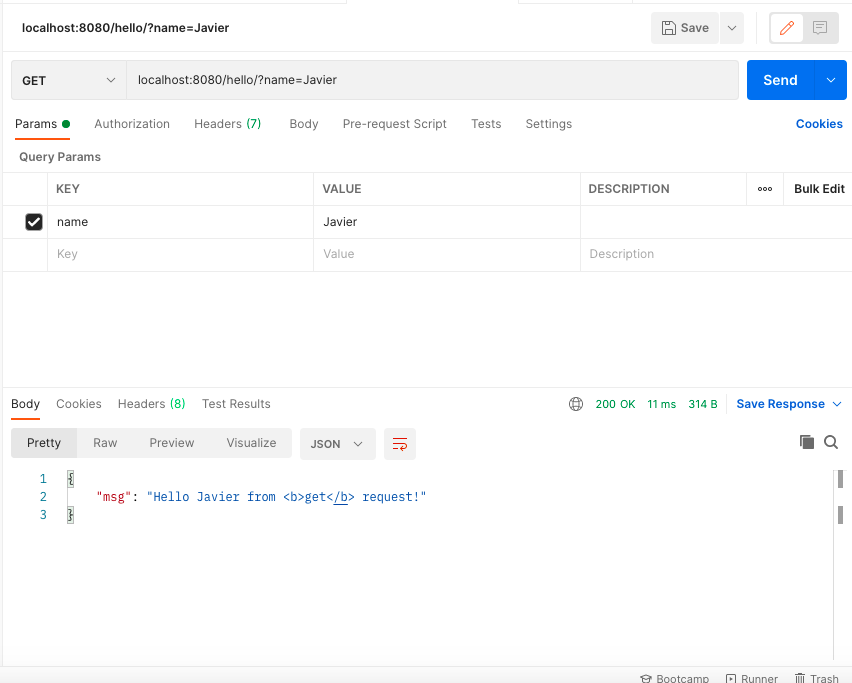 localhost:8080/hello/?name=Javier Save
GET localhost:8080/hello/?name=Javier Send
Params Authorization Headers (7) Body Pre-request Script Tests Settings Cookies
Query Params
KEY VALUE DESCRIPTION ooo Bulk Edit
name Javier
Key Value Description
Body Cookies Headers (8) Test Results 200 OK 11 ms 314 B Save Response
Pretty Raw Preview Visualize JSON
1 {
2 "msg": "Hello Javier from <b>get</b> request!"
3 }
Bootcamp Runner Trash